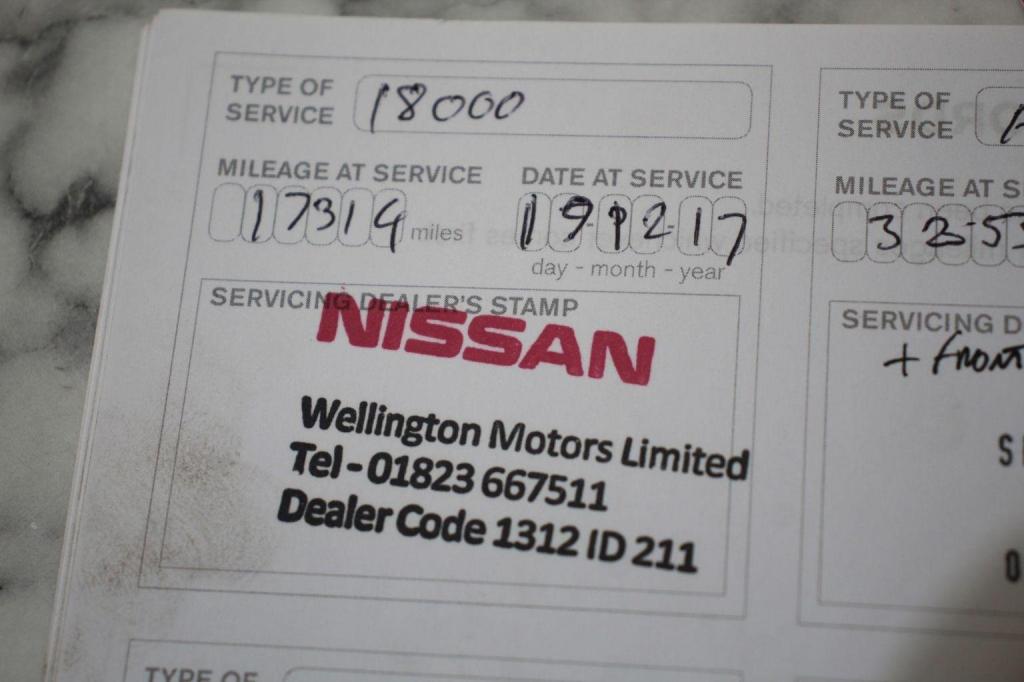 TYPE OF
SERVICE
18000
MILEAGE AT SERVICE
DATE AT SERVICE
17314 miles
19-12-17
day - month - year
SERVICING DEALER'S STAMP
NISSAN
Wellington Motors Limited
Tel - 01823 667511
Dealer Code 1312 ID 211
TYPE OF
SERVICE
MILEAGE AT S
SERVICING D
+ FRONT
TYPE OF